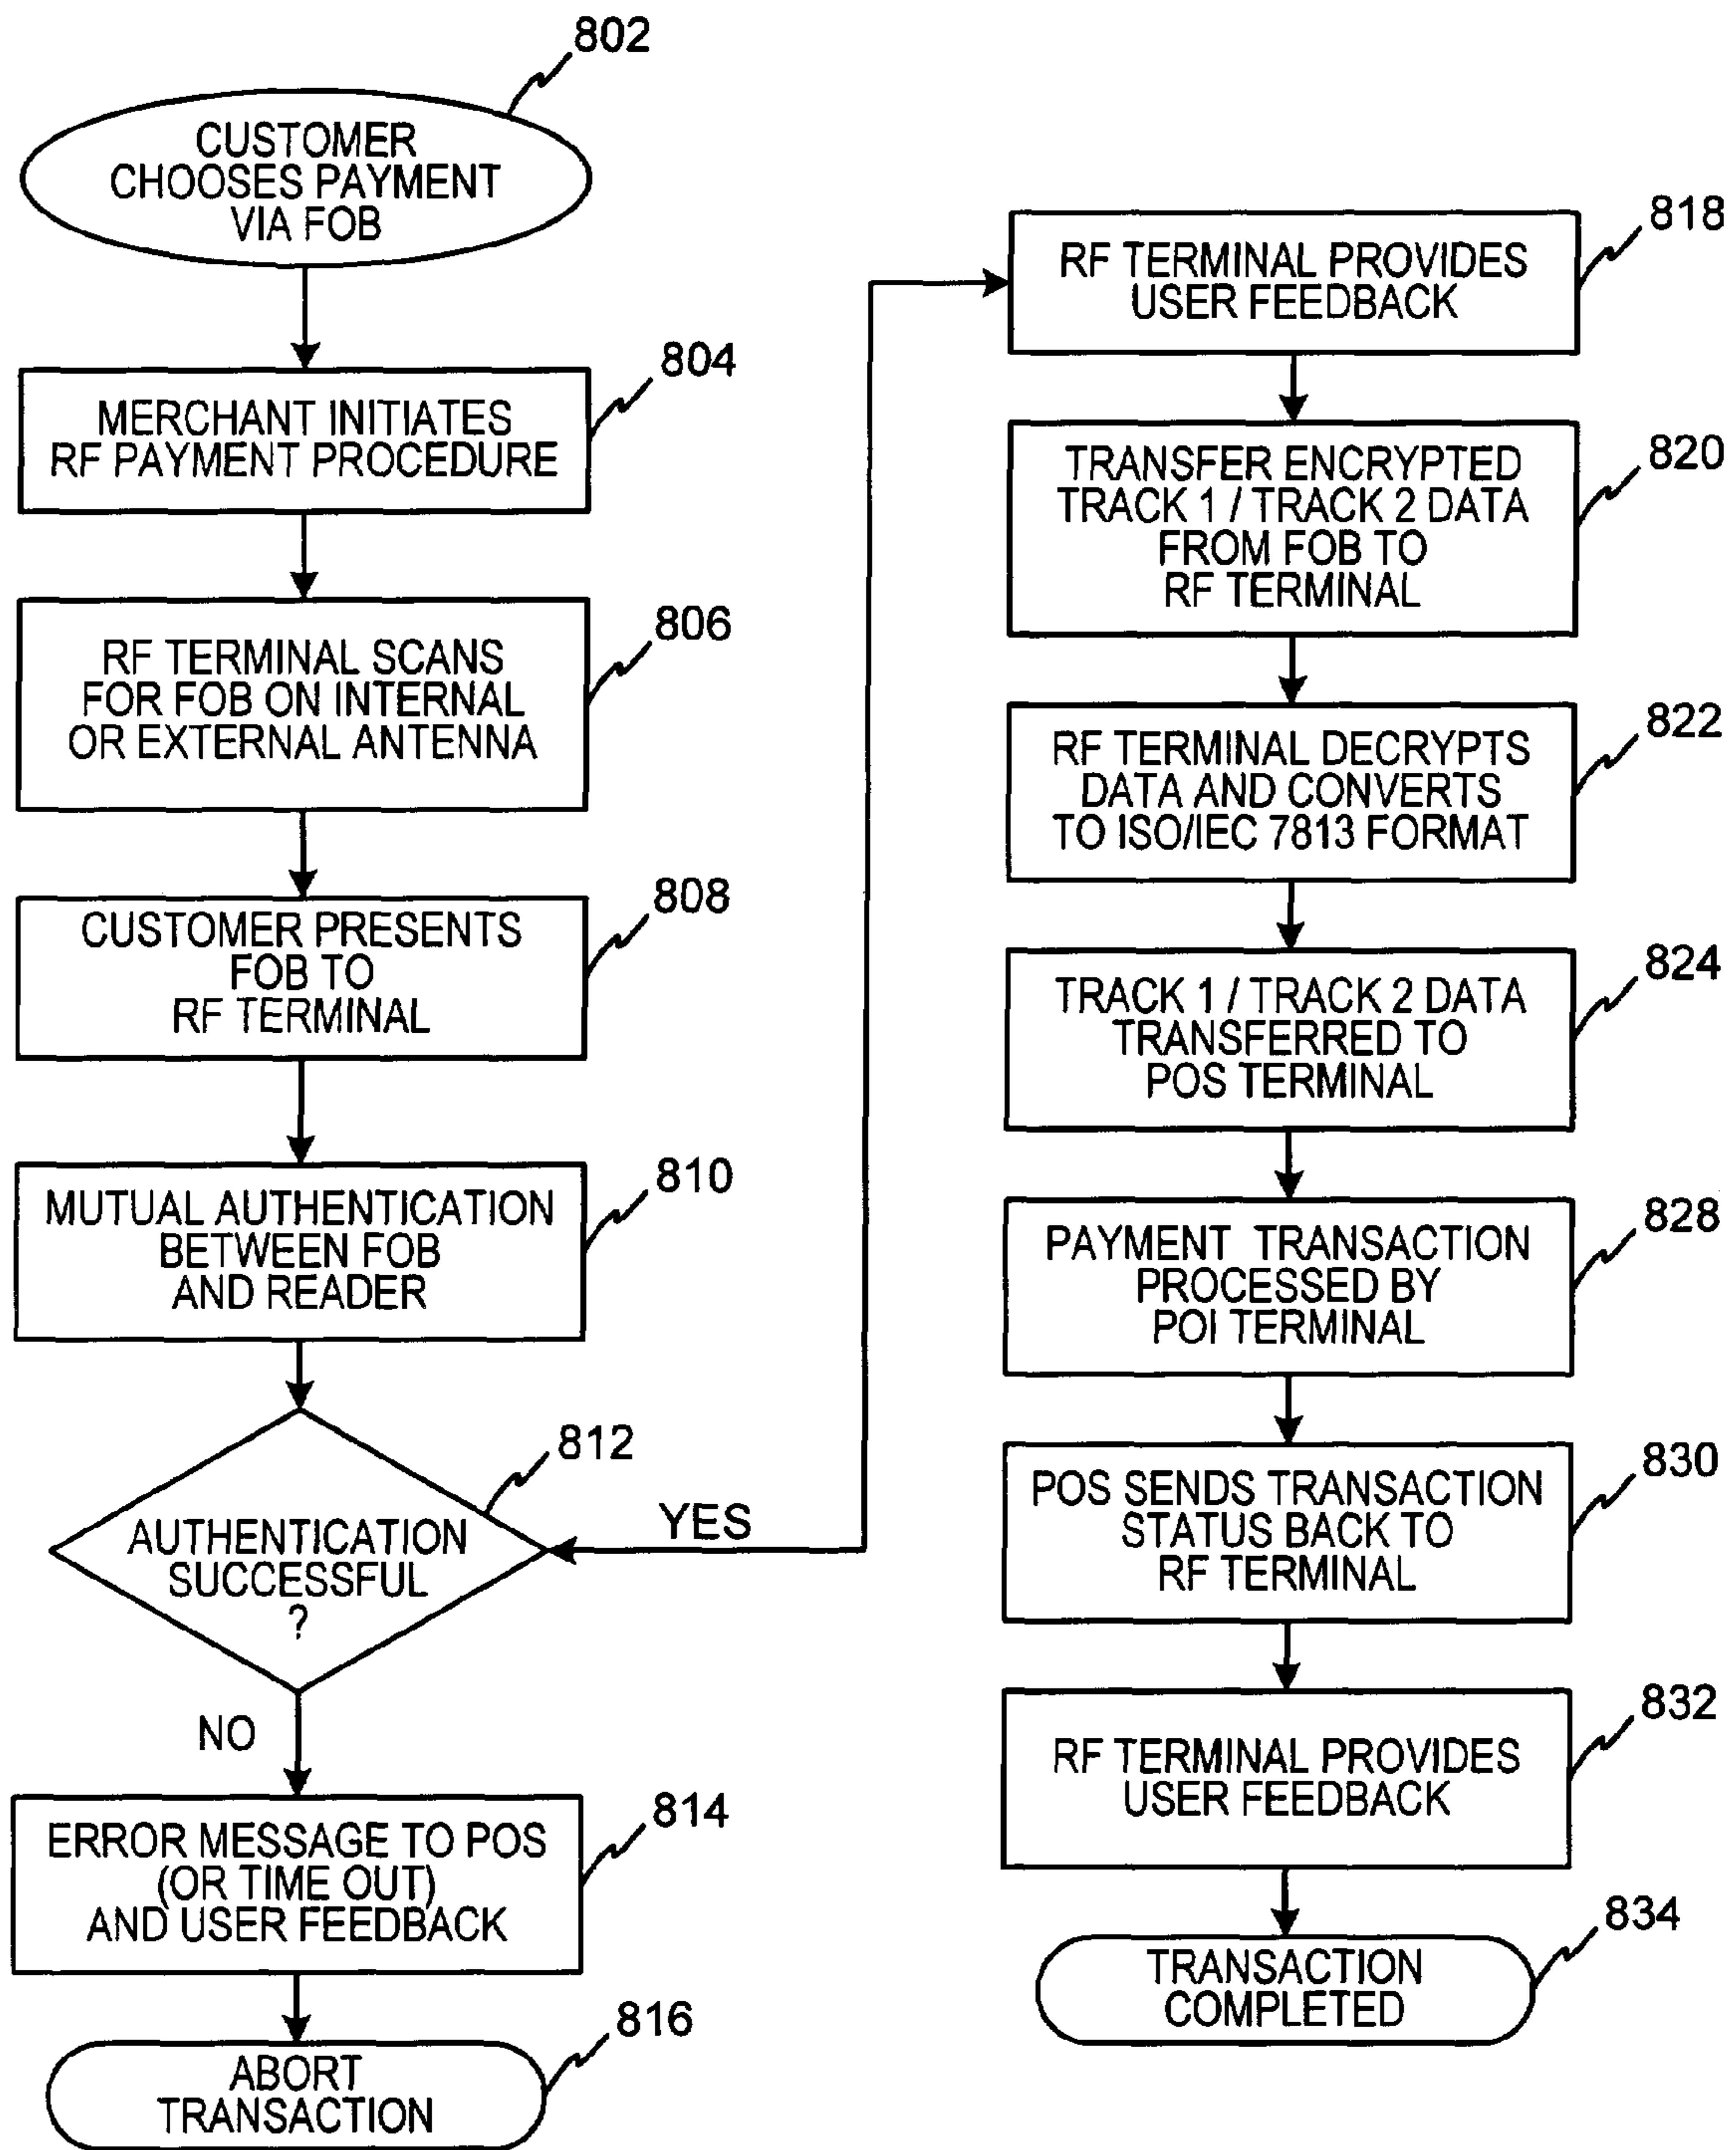 802
CUSTOMER
CHOOSES PAYMENT
VIA FOB
804
MERCHANT INITIATES
RF PAYMENT PROCEDURE
806
RF TERMINAL SCANS
FOR FOB ON INTERNAL
OR EXTERNAL ANTENNA
808
CUSTOMER PRESENTS
FOB TO
RF TERMINAL
810
MUTUAL AUTHENTICATION
BETWEEN FOB
AND READER
812
AUTHENTICATION
SUCCESSFUL
?
YES
NO
814
ERROR MESSAGE TO POS
(OR TIME OUT)
AND USER FEEDBACK
816
ABORT
TRANSACTION
818
RF TERMINAL PROVIDES
USER FEEDBACK
820
TRANSFER ENCRYPTED
TRACK 1 / TRACK 2 DATA
FROM FOB TO
RF TERMINAL
822
RF TERMINAL DECRYPTS
DATA AND CONVERTS
TO ISO/IEC 7813 FORMAT
824
TRACK 1 / TRACK 2 DATA
TRANSFERRED TO
POS TERMINAL
828
PAYMENT TRANSACTION
PROCESSED BY
POI TERMINAL
830
POS SENDS TRANSACTION
STATUS BACK TO
RF TERMINAL
832
RF TERMINAL PROVIDES
USER FEEDBACK
834
TRANSACTION
COMPLETED